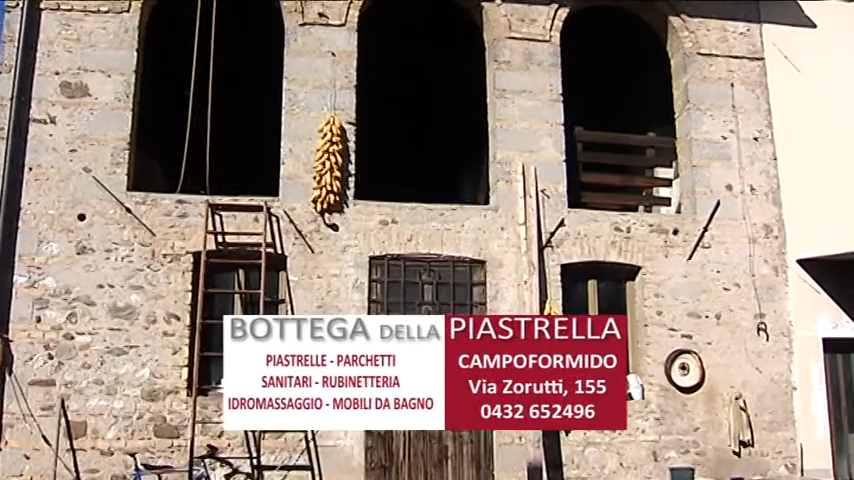 BOTTEGA DELLA PIASTRELLA
PIASTRELLE - PARCHETTI
SANITARI - RUBINETTERIA
IDROMASSAGGIO - MOBILI DA BAGNO
CAMPOFORMIDO
Via Zorutti, 155
0432 652496